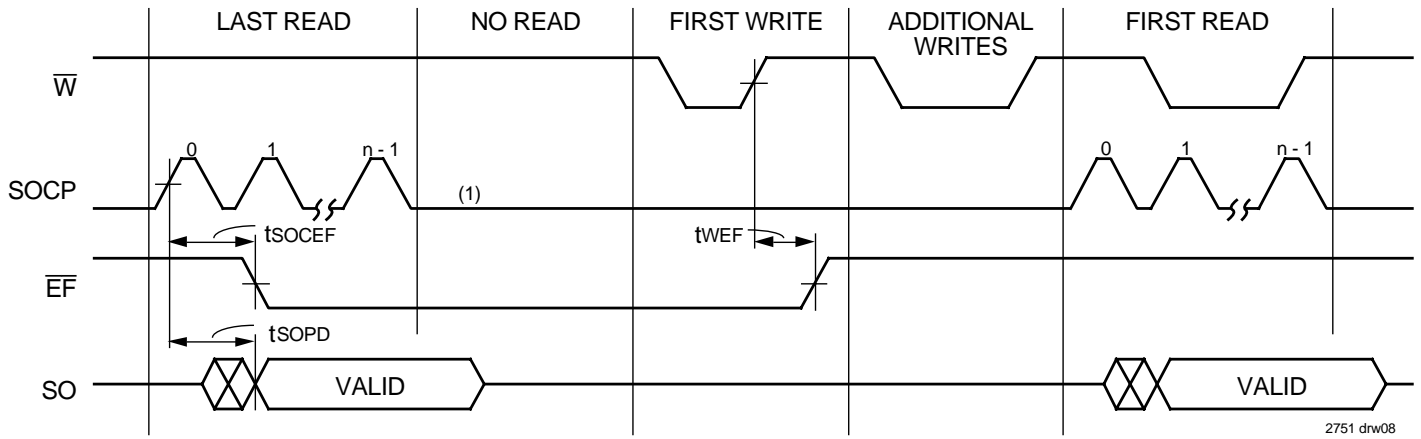 LAST READ NO READ FIRST WRITE ADDITIONAL WRITES FIRST READ
W̅
SOCP 0 1 n - 1 (1) 0 1 n - 1
tSOCEF tWEF
E̅F̅
tSOPD
SO VALID VALID
2751 drw08